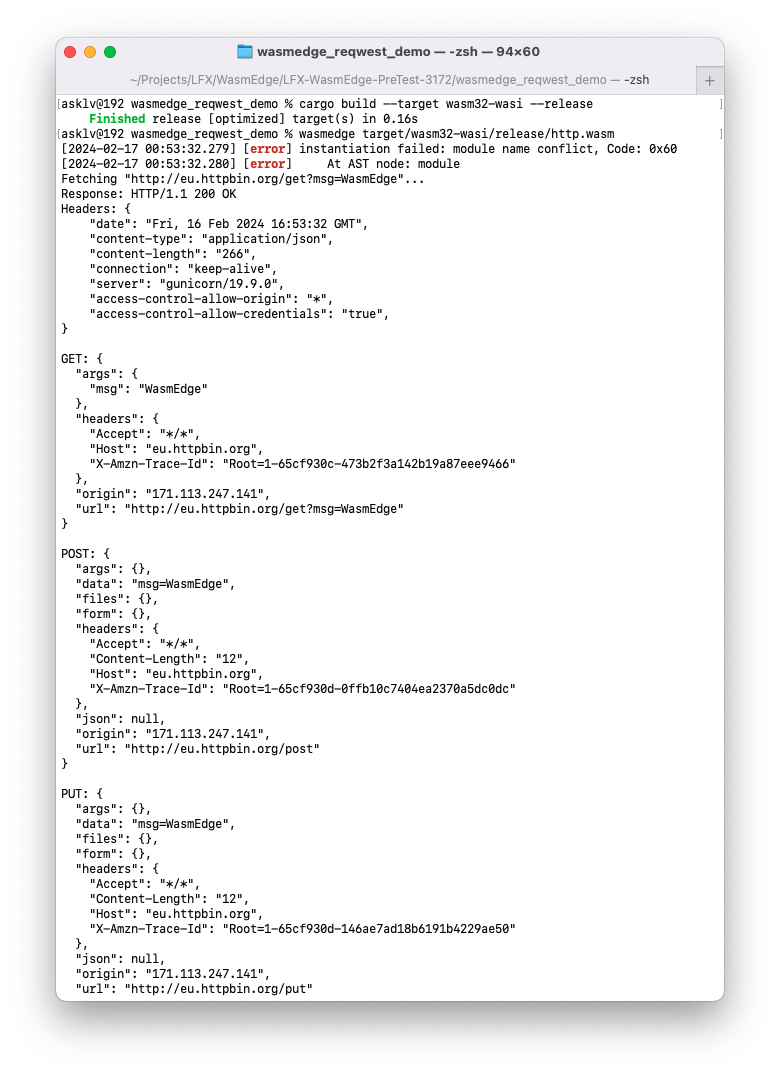 wasmedge_reqwest_demo — -zsh — 94×60
~/Projects/LFX/WasmEdge/LFX-WasmEdge-PreTest-3172/wasmedge_reqwest_demo — -zsh +
[asklv@192 wasmedge_reqwest_demo % cargo build --target wasm32-wasi --release ]
    Finished release [optimized] target(s) in 0.16s
[asklv@192 wasmedge_reqwest_demo % wasmedge target/wasm32-wasi/release/http.wasm ]
[2024-02-17 00:53:32.279] [error] instantiation failed: module name conflict, Code: 0x60
[2024-02-17 00:53:32.280] [error]     At AST node: module
Fetching "http://eu.httpbin.org/get?msg=WasmEdge"...
Response: HTTP/1.1 200 OK
Headers: {
    "date": "Fri, 16 Feb 2024 16:53:32 GMT",
    "content-type": "application/json",
    "content-length": "266",
    "connection": "keep-alive",
    "server": "gunicorn/19.9.0",
    "access-control-allow-origin": "*",
    "access-control-allow-credentials": "true",
}

GET: {
  "args": {
    "msg": "WasmEdge"
  },
  "headers": {
    "Accept": "*/*",
    "Host": "eu.httpbin.org",
    "X-Amzn-Trace-Id": "Root=1-65cf930c-473b2f3a142b19a87eee9466"
  },
  "origin": "171.113.247.141",
  "url": "http://eu.httpbin.org/get?msg=WasmEdge"
}

POST: {
  "args": {},
  "data": "msg=WasmEdge",
  "files": {},
  "form": {},
  "headers": {
    "Accept": "*/*",
    "Content-Length": "12",
    "Host": "eu.httpbin.org",
    "X-Amzn-Trace-Id": "Root=1-65cf930d-0ffb10c7404ea2370a5dc0dc"
  },
  "json": null,
  "origin": "171.113.247.141",
  "url": "http://eu.httpbin.org/post"
}

PUT: {
  "args": {},
  "data": "msg=WasmEdge",
  "files": {},
  "form": {},
  "headers": {
    "Accept": "*/*",
    "Content-Length": "12",
    "Host": "eu.httpbin.org",
    "X-Amzn-Trace-Id": "Root=1-65cf930d-146ae7ad18b6191b4229ae50"
  },
  "json": null,
  "origin": "171.113.247.141",
  "url": "http://eu.httpbin.org/put"